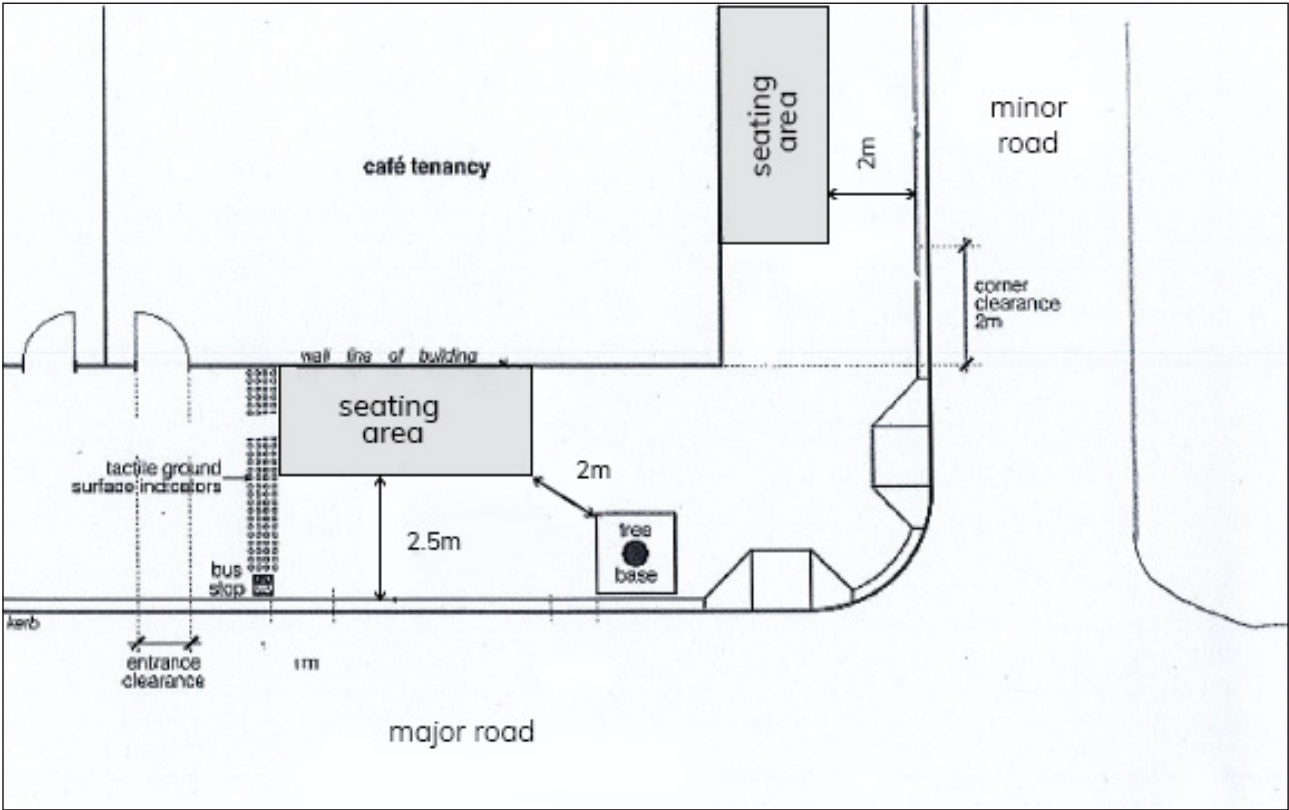 seating
area
minor
road
2m
café tenancy
corner
clearance
2m
wall line of building
seating
area
tactile ground
surface indicators
2m
2.5m
tree
base
bus
stop
kerb
entrance
clearance
1m
major road